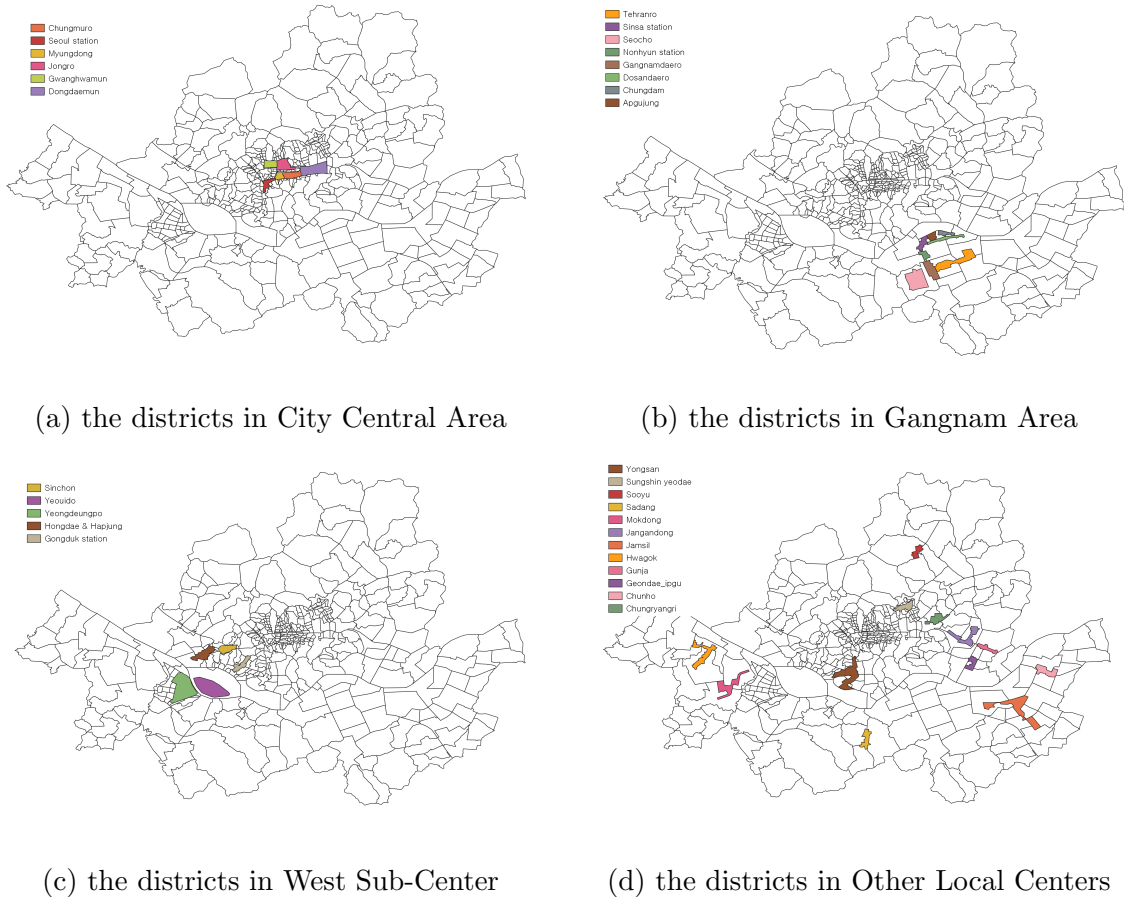 Chungmuro
Seoul station
Myungdong
Jongro
Gwanghwamun
Dongdaemun
Tehranro
Sinsa station
Seocho
Nonhyun station
Gangnamdaero
Dosandaero
Chungdam
Apgujung
(a) the districts in City Central Area
(b) the districts in Gangnam Area
Sinchon
Yeouido
Yeongdeungpo
Hongdae & Hapjung
Gongduk station
Yongsan
Sungshin yeodae
Sooyu
Sadang
Mokdong
Jangandong
Jamsil
Hwagok
Gunja
Geondae_ipgu
Chunho
Chungryangri
(c) the districts in West Sub-Center
(d) the districts in Other Local Centers